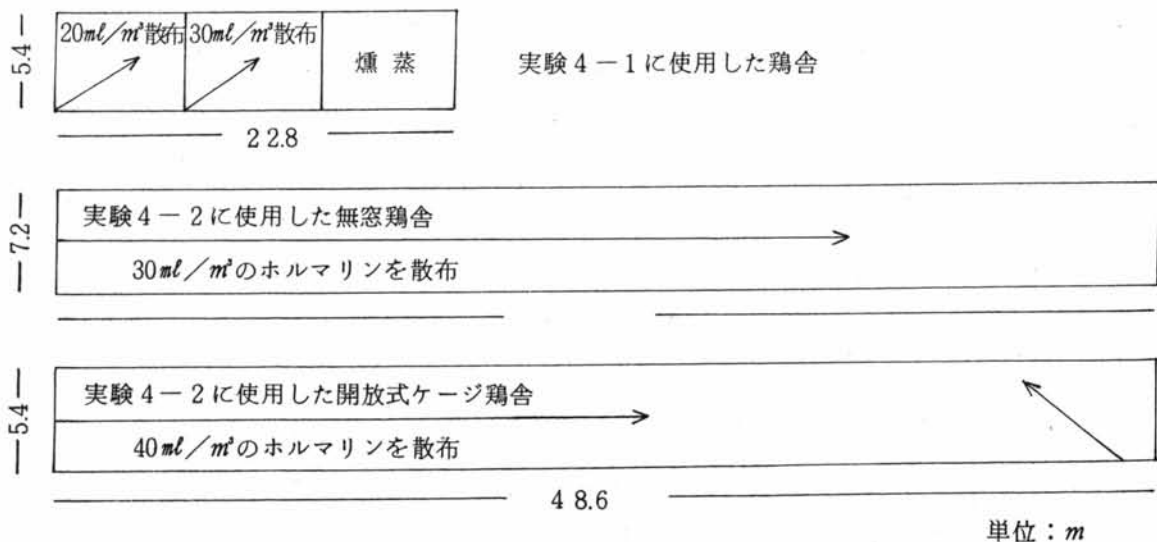 20ml/m³散布 30ml/m³散布 燻蒸
実験4-1に使用した鶏舎
5.4
22.8
実験4-2に使用した無窓鶏舎
30ml/m³のホルマリンを散布
7.2
実験4-2に使用した開放式ケージ鶏舎
40ml/m³のホルマリンを散布
5.4
48.6
単位:m